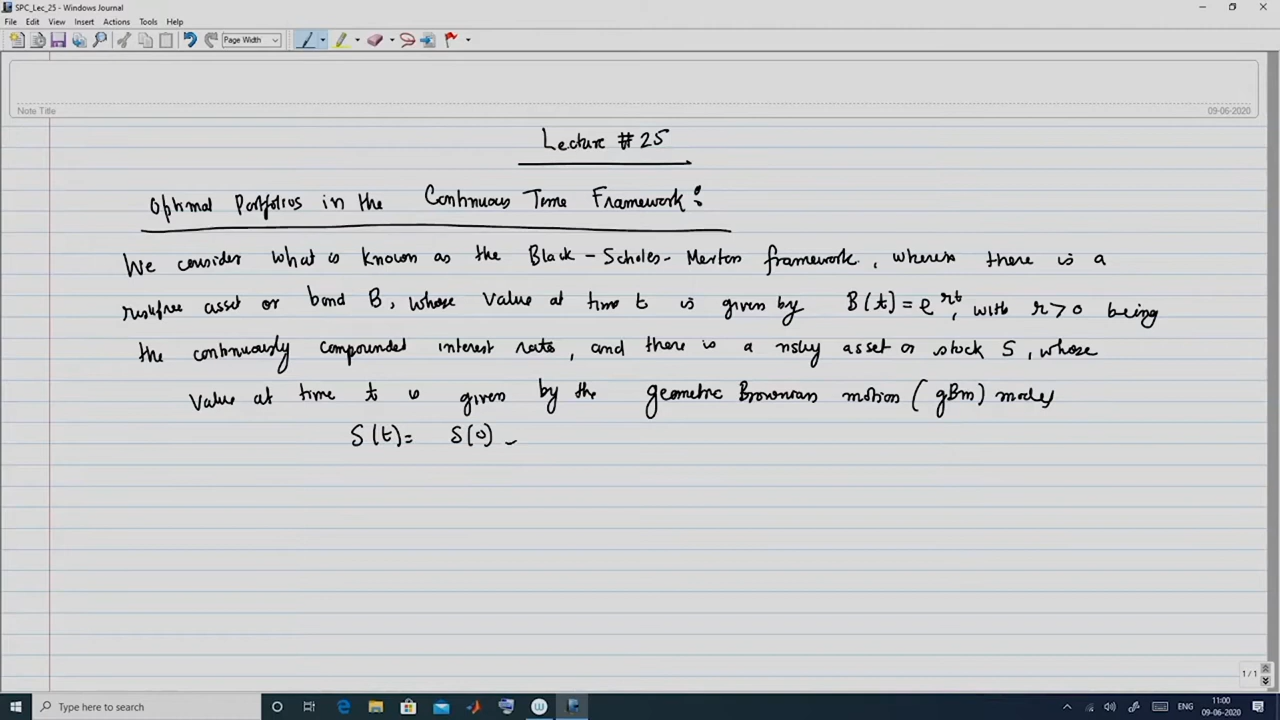 SPC_Lec_25 - Windows Journal
File Edit View Insert Actions Tools Help
Page Width
Note Title
09-06-2020
Lecture # 25
Optimal Portfolios in the Continuous Time Framework :
We consider what is known as the Black - Scholes - Merton framework, wherein there is a
riskfree asset or bond B, whose value at time t is given by B(t) = e^{rt}, with r > 0 being
the continuously compounded interest rate, and there is a risky asset or stock S, whose
value at time t is given by the geometric Brownian motion (gBm) model
S(t) = S(0)
1 / 1
Type here to search
ENG
11:00
09-06-2020